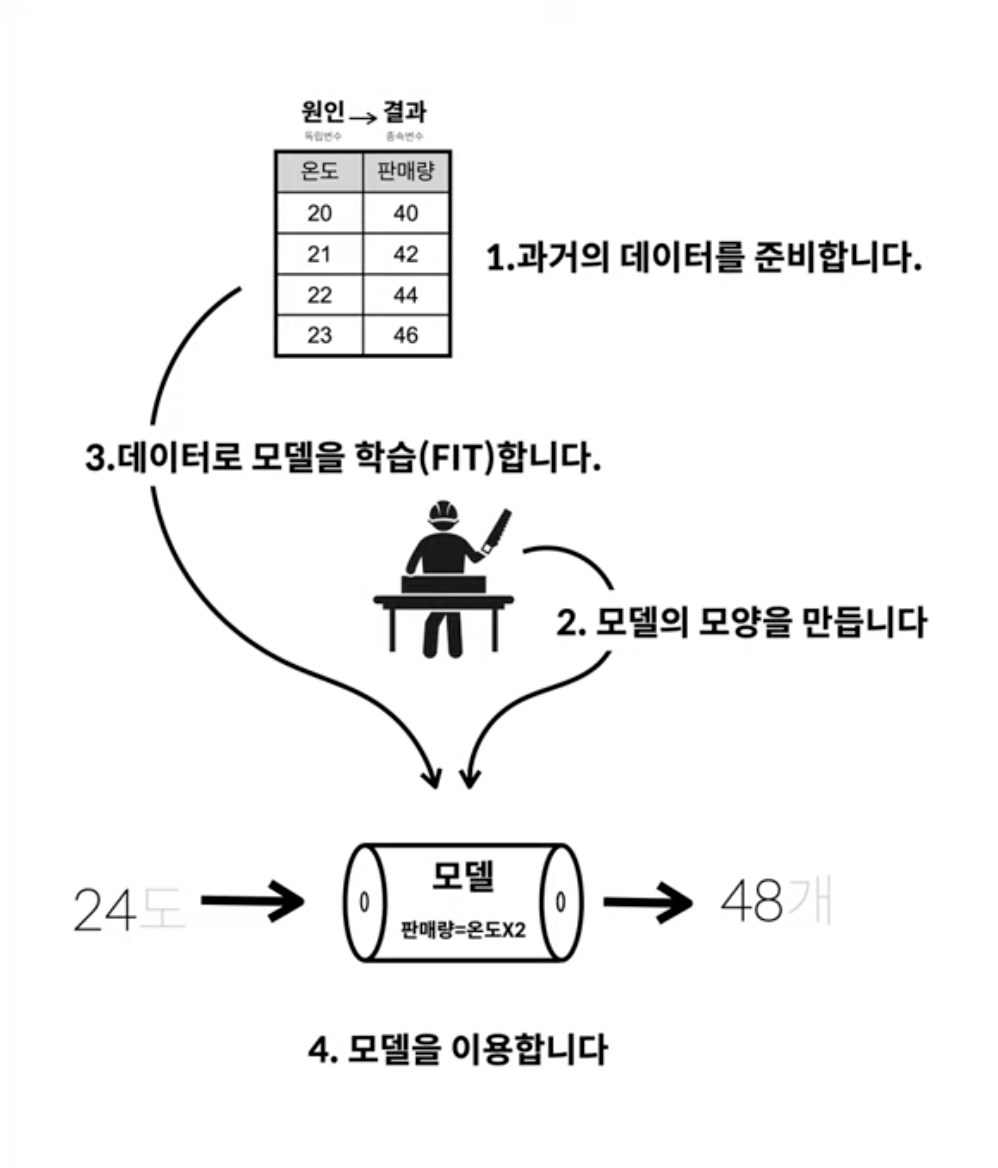 원인 → 결과
독립변수 종속변수
온도 판매량
20 40
21 42
22 44
23 46
1.과거의 데이터를 준비합니다.
3.데이터로 모델을 학습(FIT)합니다.
2. 모델의 모양을 만듭니다
24도
모델
판매량=온도X2
48개
4. 모델을 이용합니다